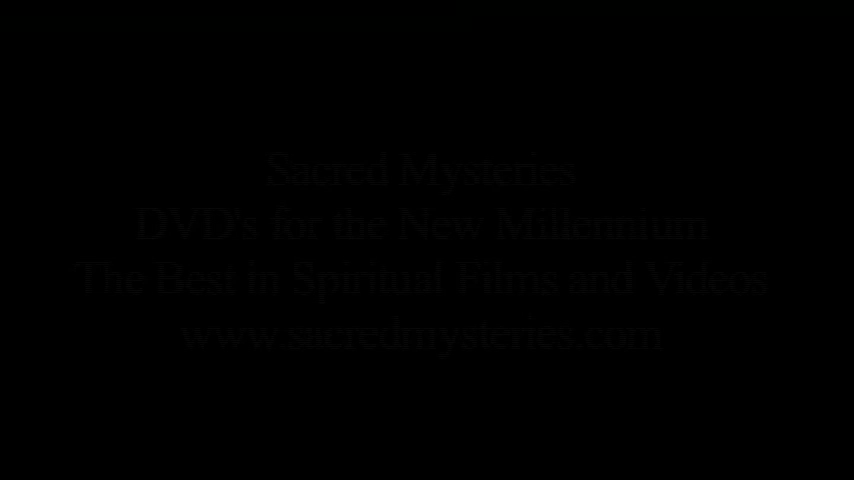 Sacred Mysteries
DVD's for the New Millennium
The Best in Spiritual Films and Videos
www.sacredmysteries.com